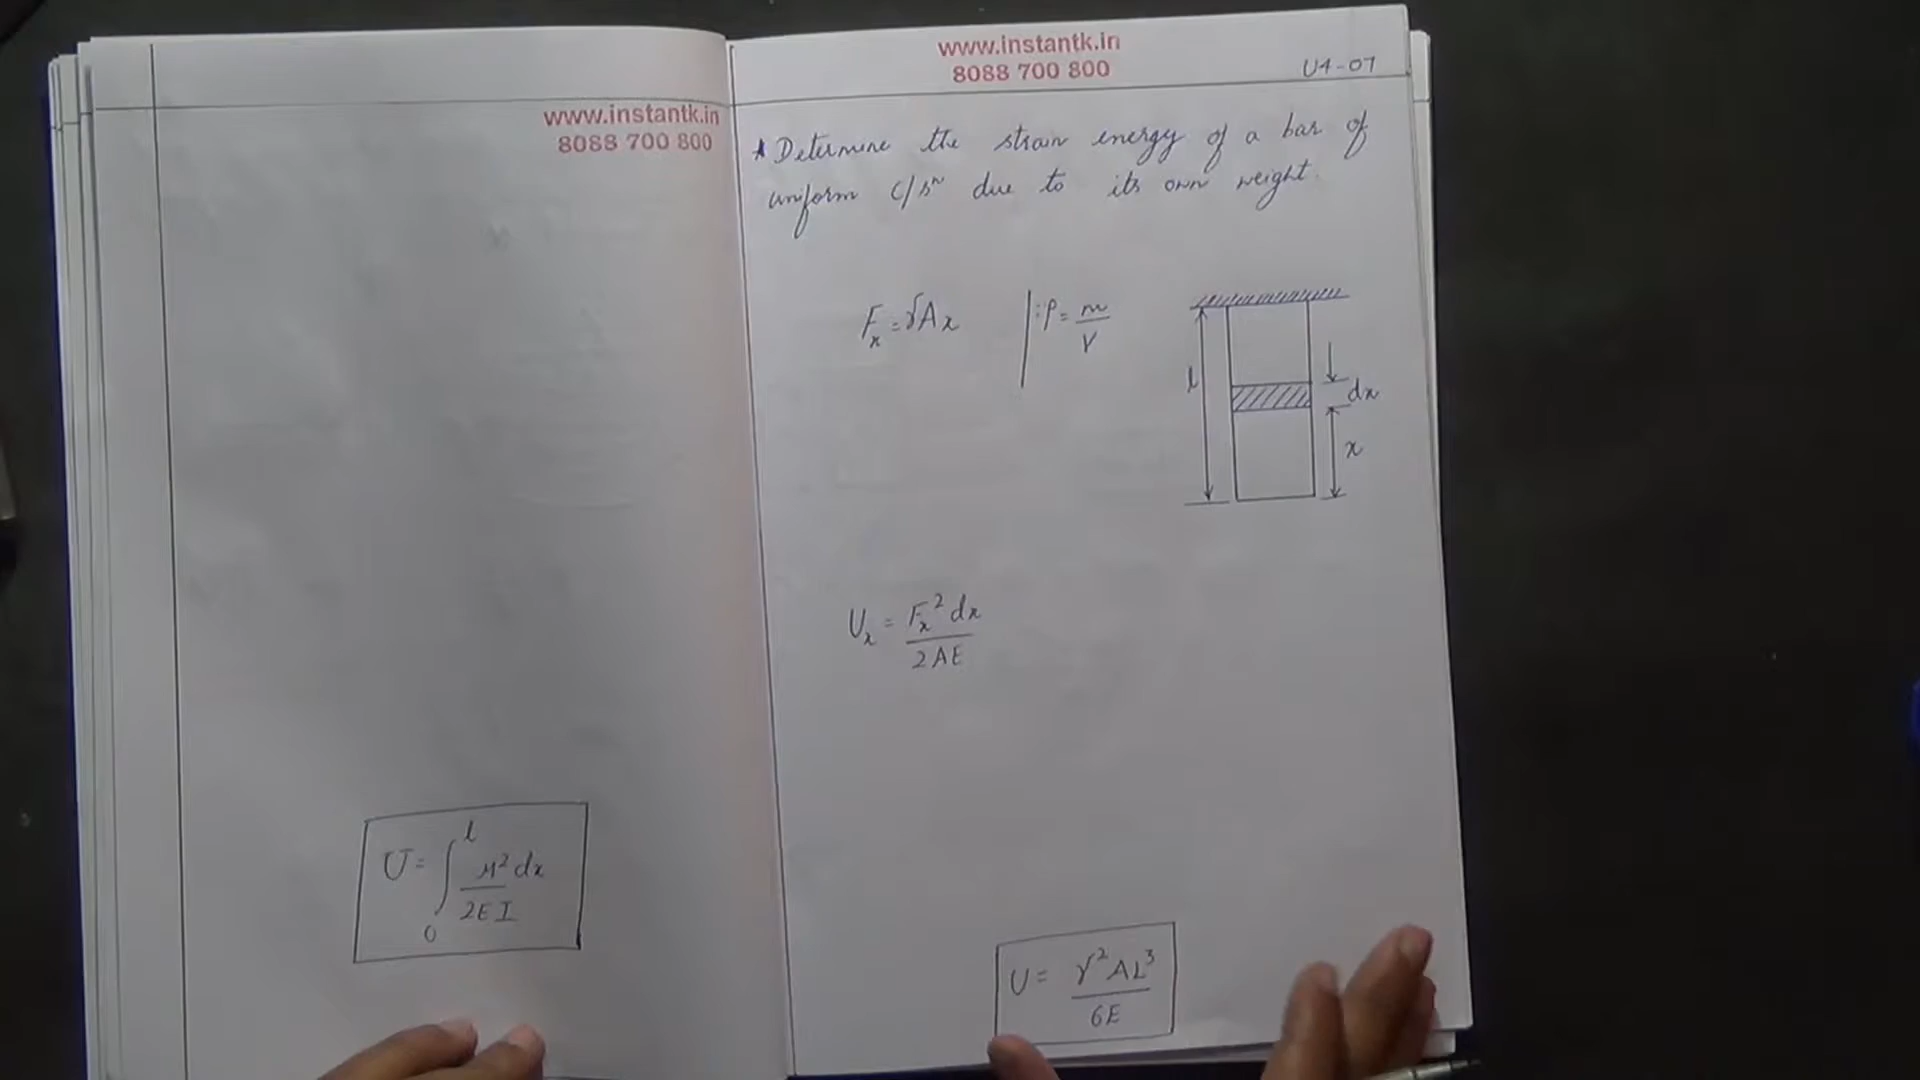 www.instantk.in
8088 700 800
U = ∫₀ˡ M² dx / 2EI
www.instantk.in
8088 700 800
U4-07
* Determine the strain energy of a bar of
uniform c/sⁿ due to its own weight.
Fₓ = γAx | ∵ρ = m/V
l
dx
x
Uₓ = Fₓ² dx / 2AE
U = γ²AL³ / 6E